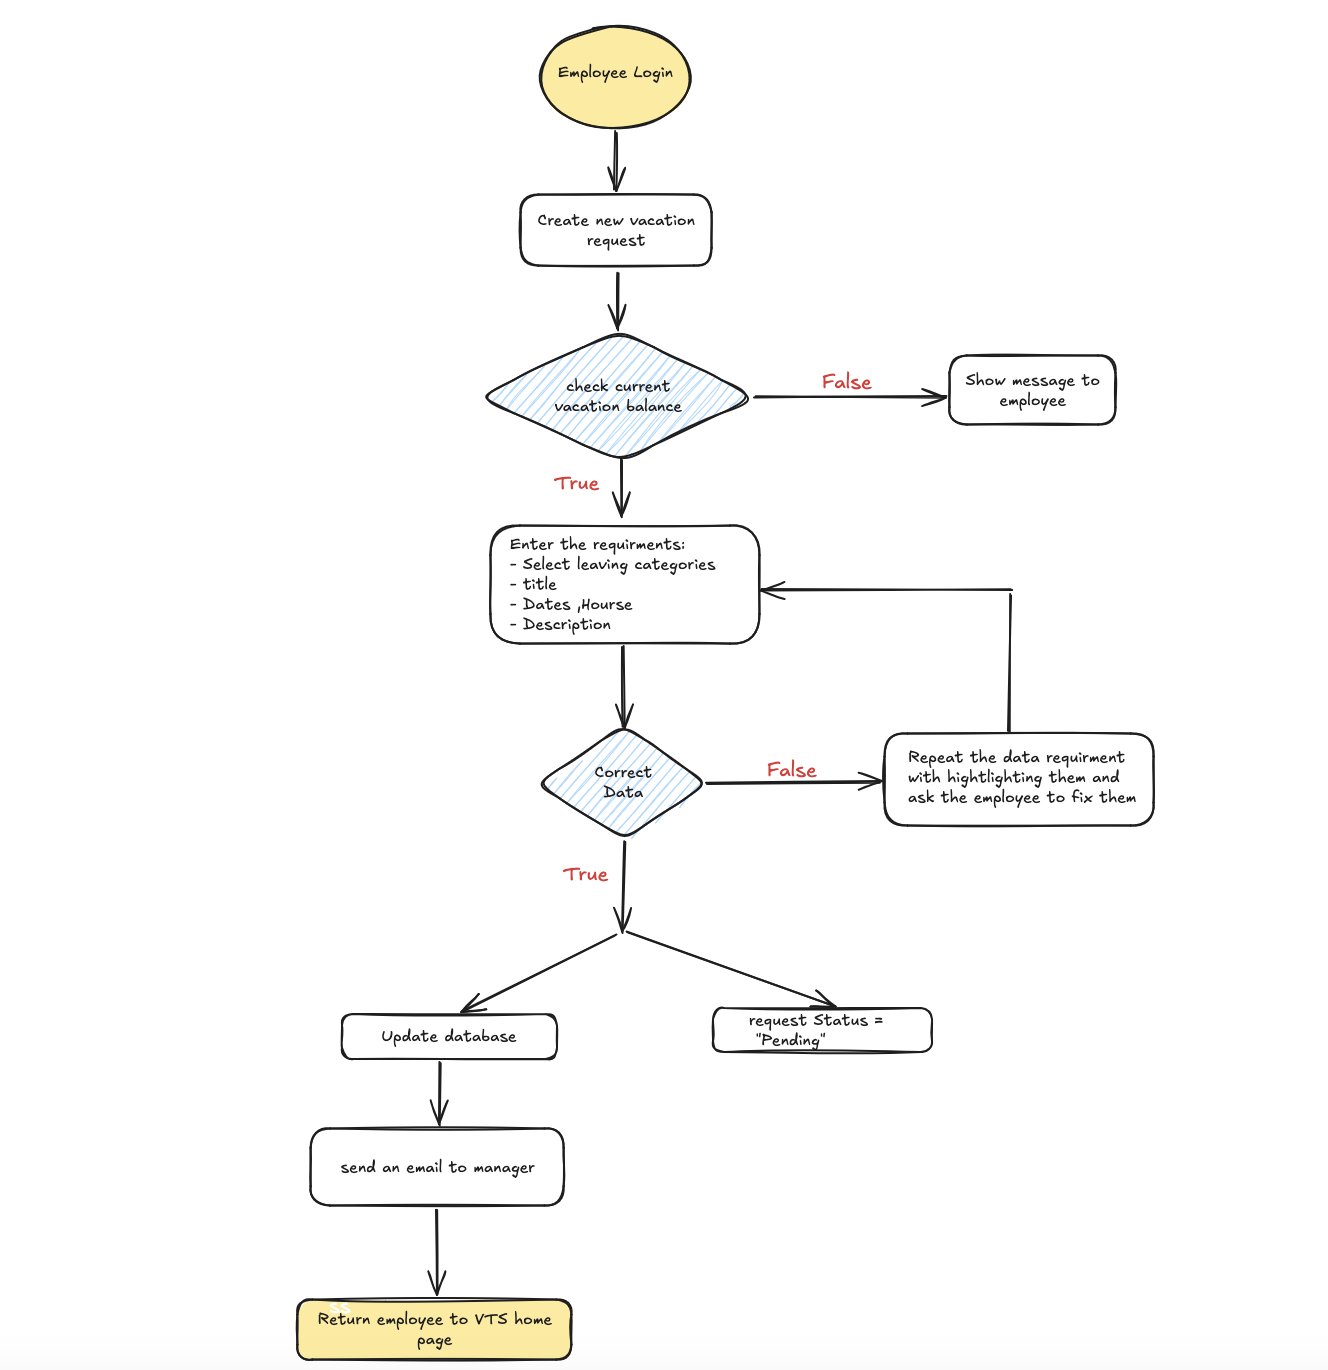 Employee Login
Create new vacation
request
check current
vacation balance
False
Show message to
employee
True
Enter the requirments:
- Select leaving categories
- title
- Dates ,Hourse
- Description
Correct
Data
False
Repeat the data requirment
with hightlighting them and
ask the employee to fix them
True
Update database
request Status =
"Pending"
send an email to manager
ss
Return employee to VTS home
page